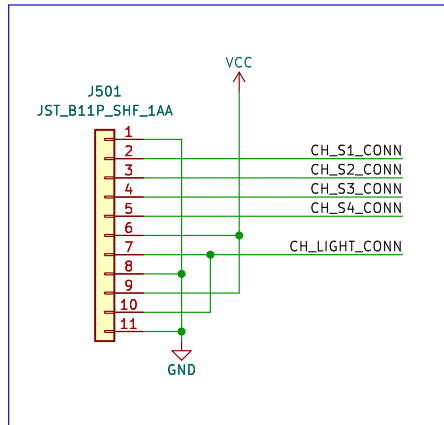 VCC
J501
JST_B11P_SHF_1AA
1
2
3
4
5
6
7
8
9
10
11
CH_S1_CONN
CH_S2_CONN
CH_S3_CONN
CH_S4_CONN
CH_LIGHT_CONN
GND